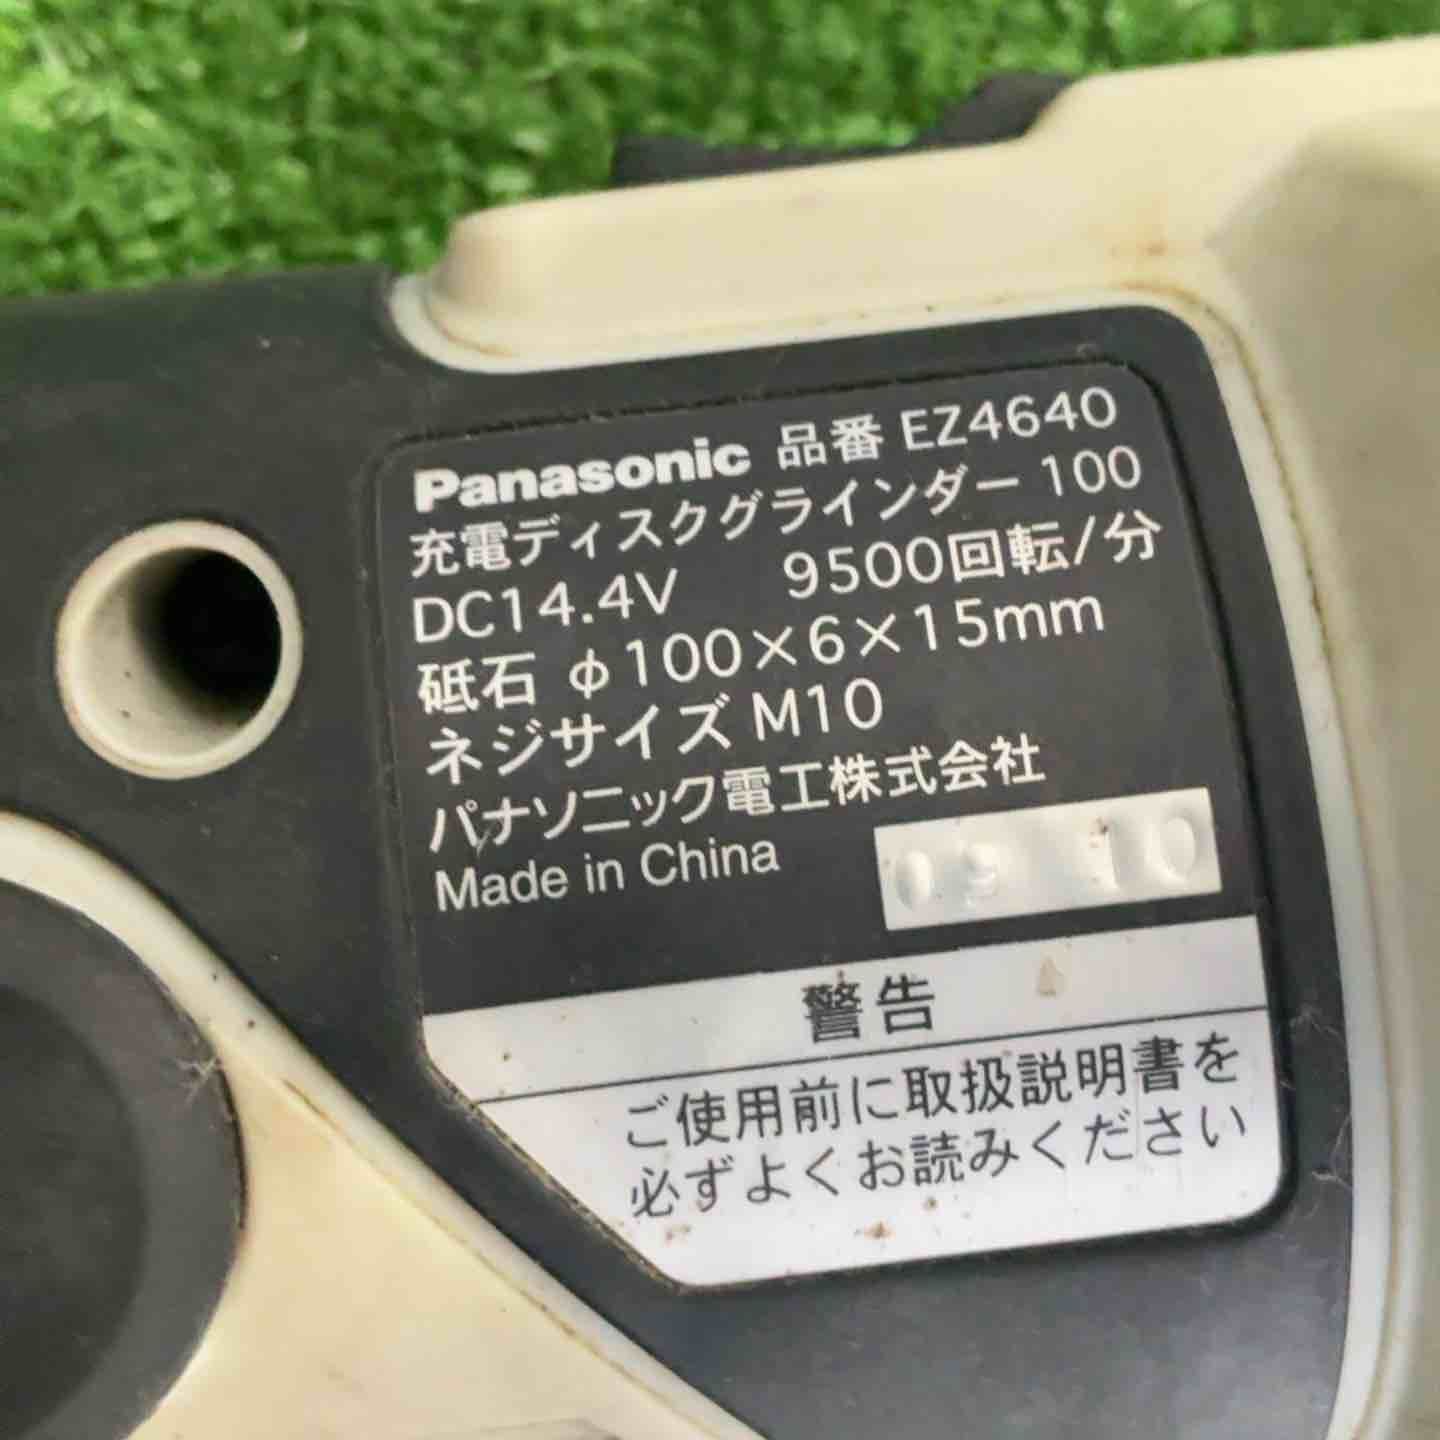 Panasonic 品番 EZ4640
充電ディスクグラインダー 100
DC14.4V 9500回転/分
砥石 φ100×6×15mm
ネジサイズ M10
パナソニック電工株式会社
Made in China
09 10
警告
ご使用前に取扱説明書を
必ずよくお読みください